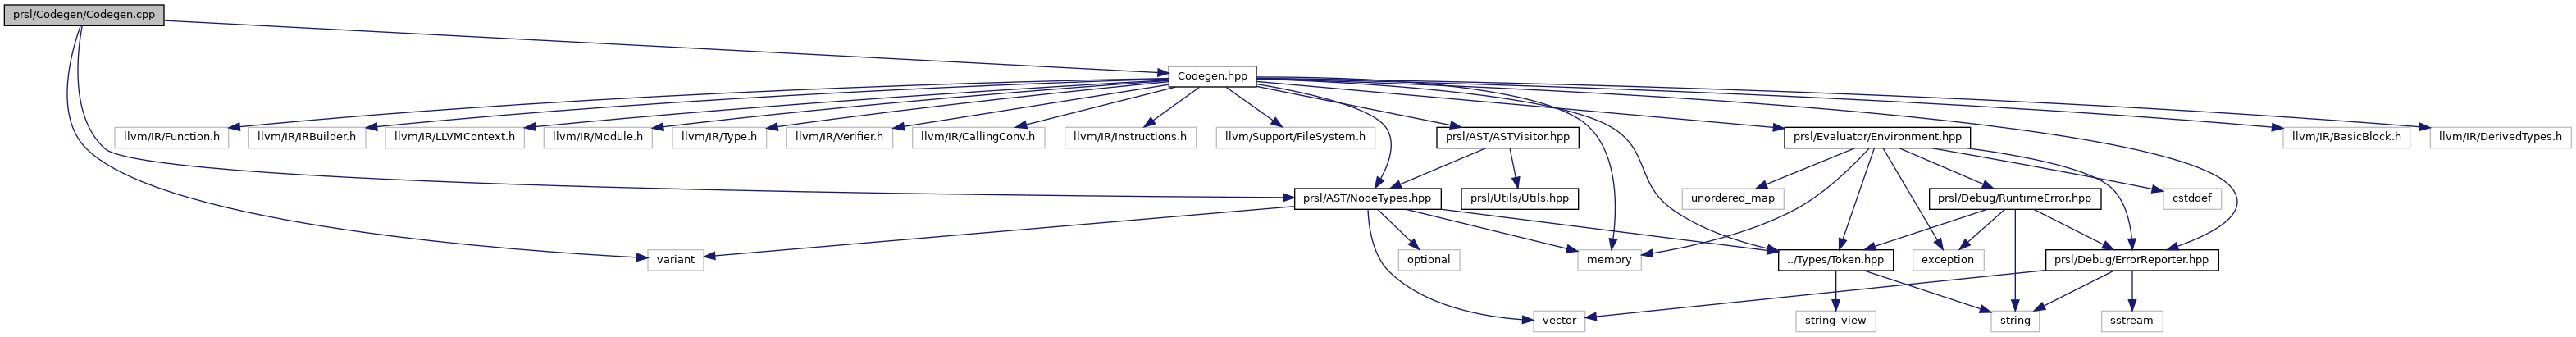 prsl/Codegen/Codegen.cpp
Codegen.hpp
llvm/IR/Function.h
llvm/IR/IRBuilder.h
llvm/IR/LLVMContext.h
llvm/IR/Module.h
llvm/IR/Type.h
llvm/IR/Verifier.h
llvm/IR/CallingConv.h
llvm/IR/Instructions.h
llvm/Support/FileSystem.h
prsl/AST/ASTVisitor.hpp
prsl/Evaluator/Environment.hpp
llvm/IR/BasicBlock.h
llvm/IR/DerivedTypes.h
prsl/AST/NodeTypes.hpp
prsl/Utils/Utils.hpp
unordered_map
prsl/Debug/RuntimeError.hpp
cstddef
variant
optional
memory
../Types/Token.hpp
exception
prsl/Debug/ErrorReporter.hpp
vector
string_view
string
sstream